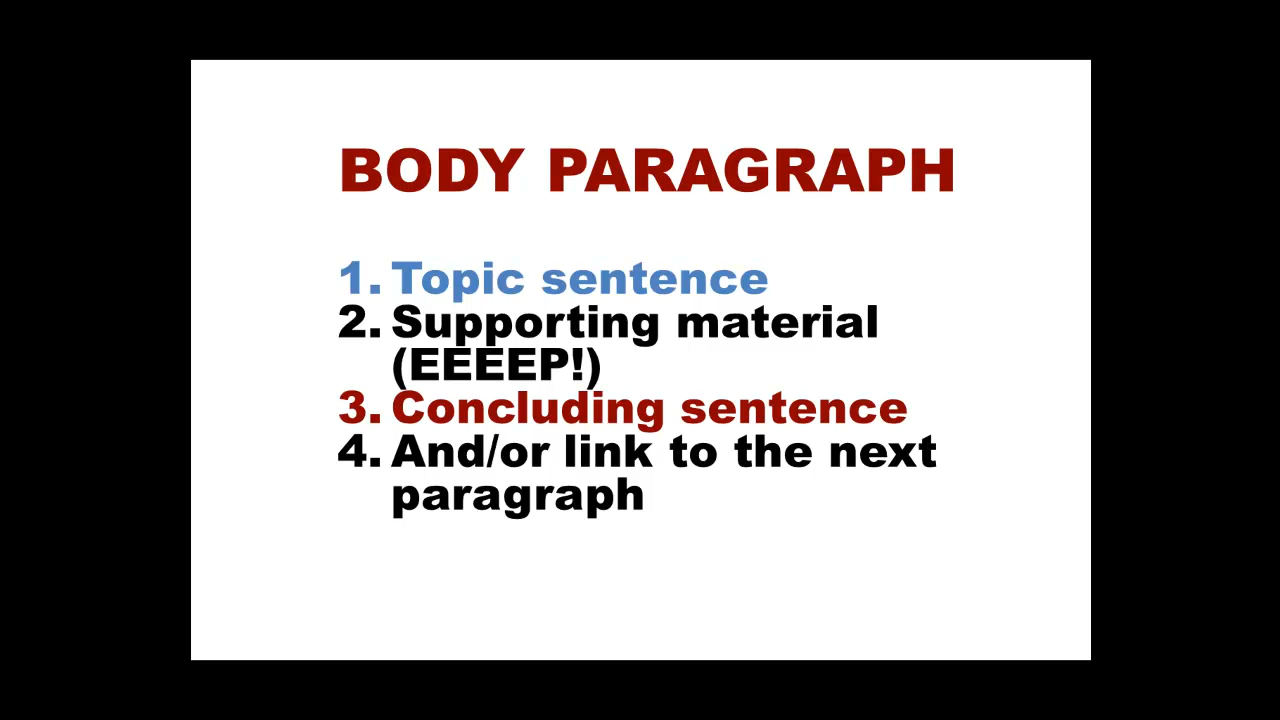 BODY PARAGRAPH
1. Topic sentence
2. Supporting material
(EEEEP!)
3. Concluding sentence
4. And/or link to the next
paragraph